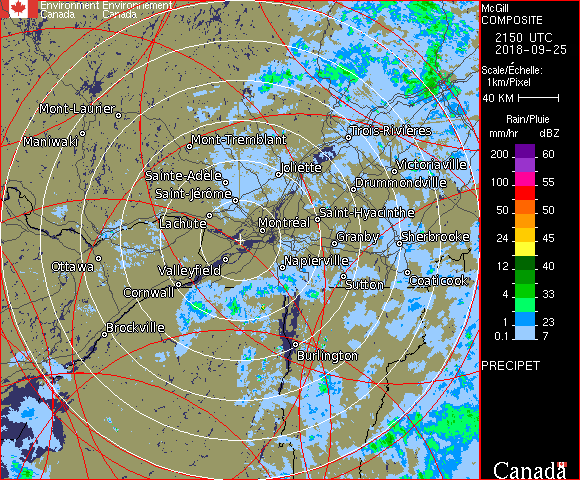 Environment Environnement
Canada Canada
McGill
COMPOSITE
2150 UTC
2018-09-25
Scale/Échelle:
1km/Pixel
40 KM
Rain/Pluie
mm/hr dBZ
200 60
100 55
50 50
24 45
12 40
4 33
1 23
0.1 7
PRECIPET
Canada
Mont-Laurier
Maniwaki
Mont-Tremblant
Trois-Rivières
Sainte-Adèle
Joliette
Victoriaville
Saint-Jérôme
Drummondville
Lachute
Montréal
Saint-Hyacinthe
Granby
Sherbrooke
Ottawa
Valleyfield
Napierville
Cornwall
Sutton
Coaticook
Brockville
Burlington